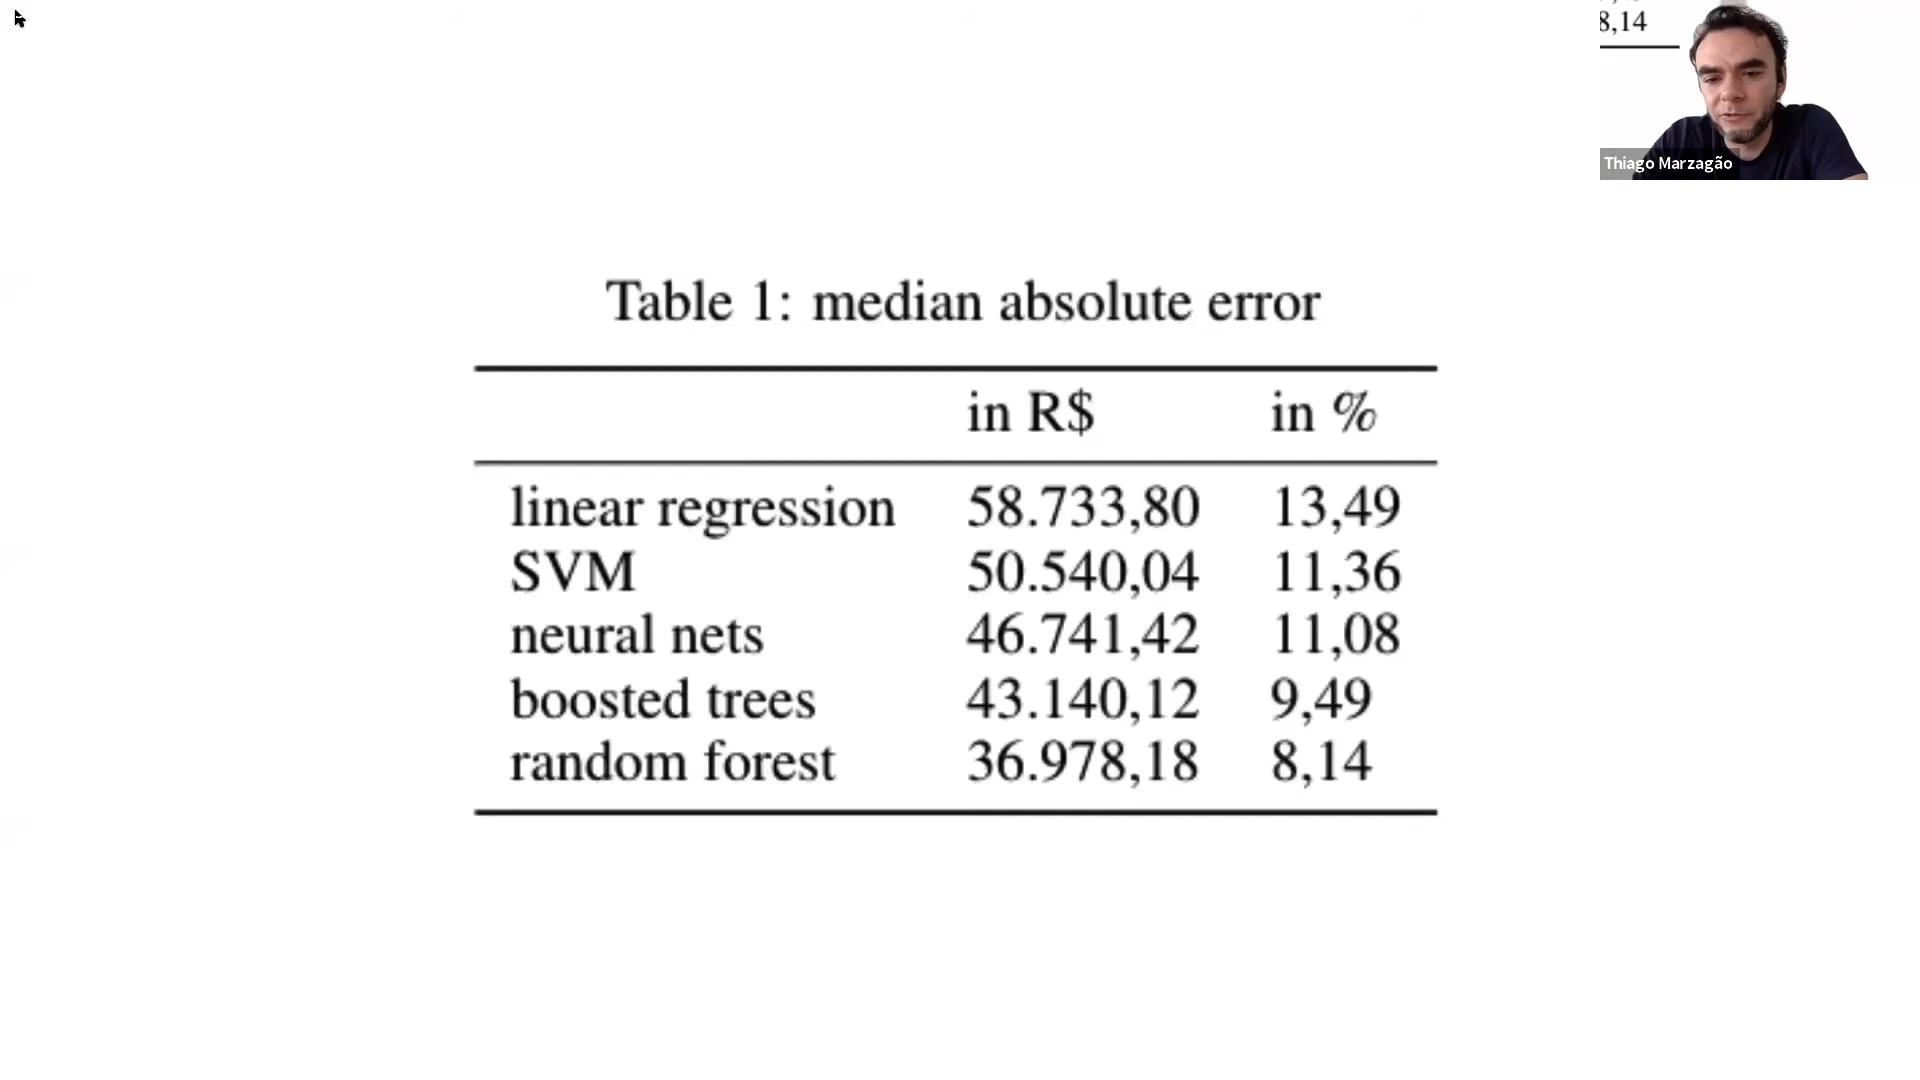 8,14
Thiago Marzagão
Table 1: median absolute error
in R$ in %
linear regression 58.733,80 13,49
SVM 50.540,04 11,36
neural nets 46.741,42 11,08
boosted trees 43.140,12 9,49
random forest 36.978,18 8,14